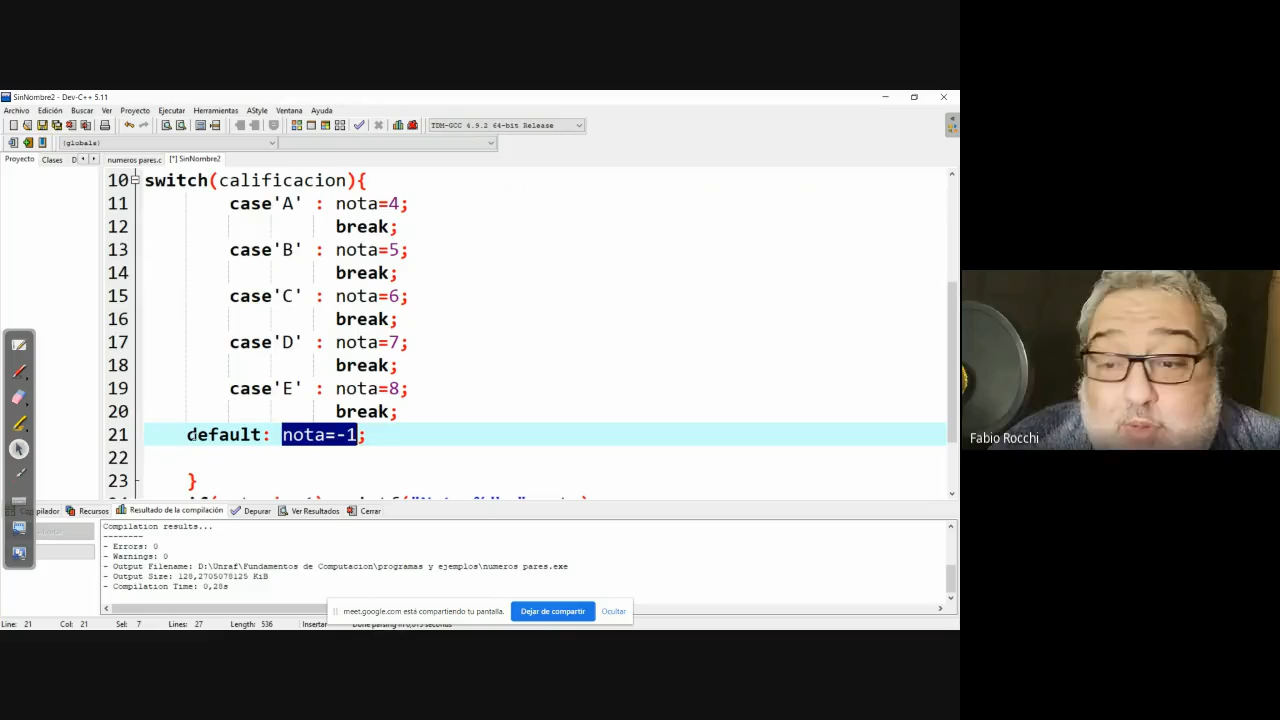 SinNombre2 - Dev-C++ 5.11
Archivo Edición Buscar Ver Proyecto Ejecutar Herramientas AStyle Ventana Ayuda
TDM-GCC 4.9.2 64-bit Release
(globals)
Proyecto Clases D numeros pares.c [*] SinNombre2
10 switch(calificacion){
11 case'A' : nota=4;
12 break;
13 case'B' : nota=5;
14 break;
15 case'C' : nota=6;
16 break;
17 case'D' : nota=7;
18 break;
19 case'E' : nota=8;
20 break;
21 default: nota=-1;
22
23 }
Fabio Rocchi
pilador Recursos Resultado de la compilación Depurar Ver Resultados Cerrar
Compilation results...
--------
- Errors: 0
- Warnings: 0
- Output Filename: D:\Unraf\Fundamentos de Computacion\programas y ejemplos\numeros pares.exe
- Output Size: 128,2705078125 KiB
- Compilation Time: 0,28s
meet.google.com está compartiendo tu pantalla. Dejar de compartir Ocultar
Line: 21 Col: 21 Sel: 7 Lines: 27 Length: 536 Insertar